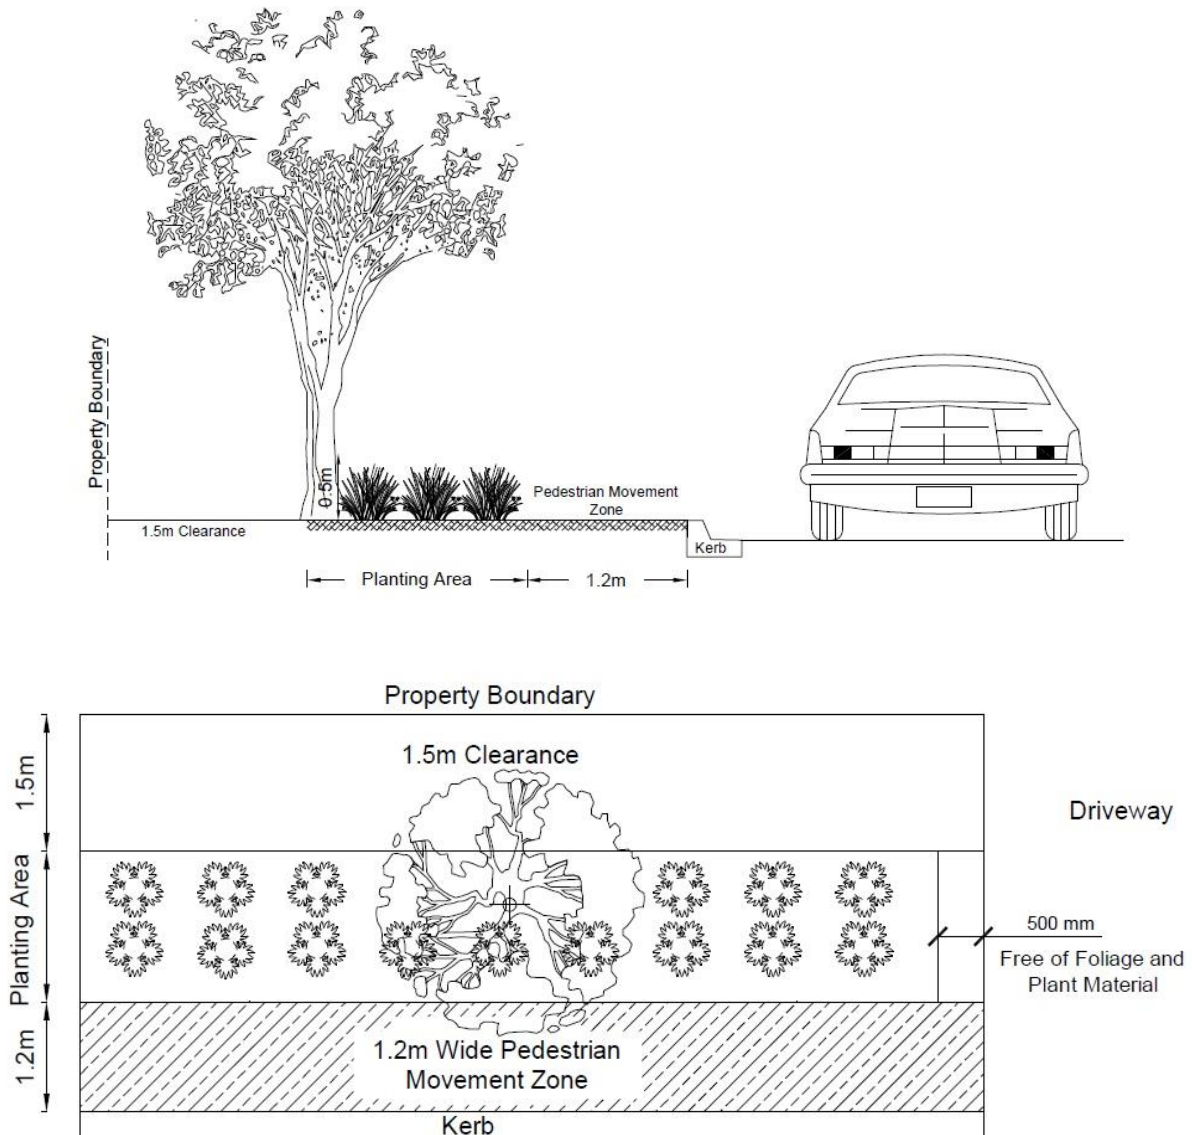 Property Boundary
0.5m
Pedestrian Movement
Zone
1.5m Clearance
Kerb
Planting Area
1.2m
Property Boundary
1.5m
1.5m Clearance
Driveway
Planting Area
500 mm
Free of Foliage and
Plant Material
1.2m
1.2m Wide Pedestrian
Movement Zone
Kerb